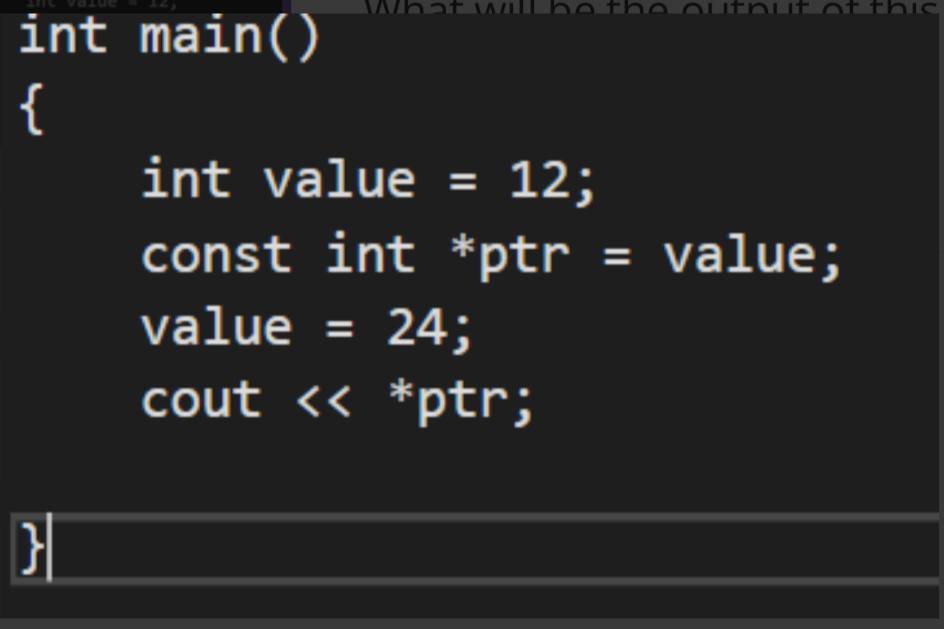 int value = 12;
What will be the output of this
int main()
{
int value = 12;
const int *ptr = value;
value = 24;
cout << *ptr;
}